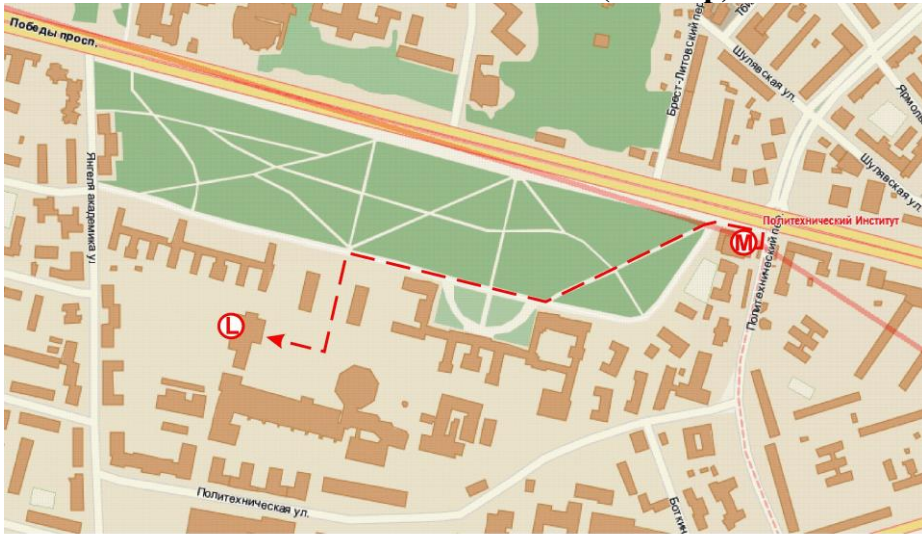 Победы просп.
Брест-Литовский пер
Шулявская ул.
Шулявская ул.
Янгеля академика ул.
Политехнический Институт
M
Политехнический пер
L
Политехническая ул.